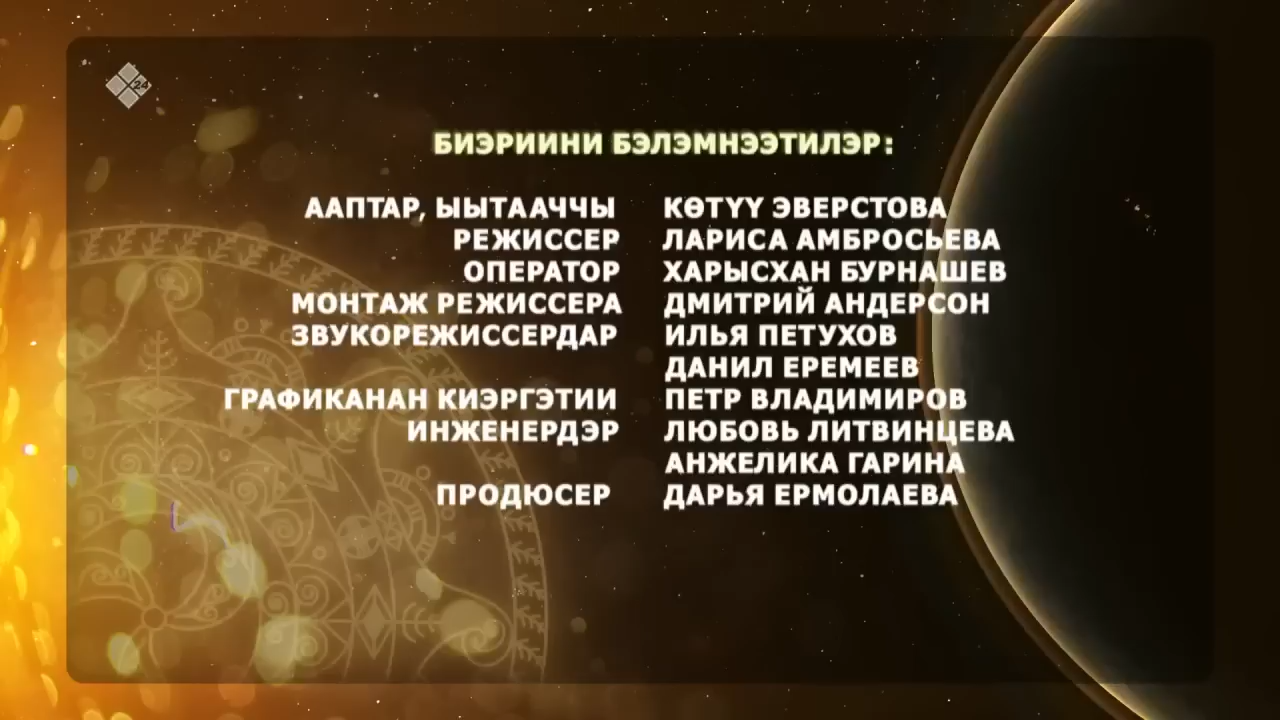 24
БИЭРИИНИ БЭЛЭМНЭЭТИЛЭР:
ААПТАР, ЫЫТААЧЧЫ КӨТҮҮ ЭВЕРСТОВА
РЕЖИССЕР ЛАРИСА АМБРОСЬЕВА
ОПЕРАТОР ХАРЫСХАН БУРНАШЕВ
МОНТАЖ РЕЖИССЕРА ДМИТРИЙ АНДЕРСОН
ЗВУКОРЕЖИССЕРДАР ИЛЬЯ ПЕТУХОВ
ДАНИЛ ЕРЕМЕЕВ
ГРАФИКАНАН КИЭРГЭТИИ ПЕТР ВЛАДИМИРОВ
ИНЖЕНЕРДЭР ЛЮБОВЬ ЛИТВИНЦЕВА
АНЖЕЛИКА ГАРИНА
ПРОДЮСЕР ДАРЬЯ ЕРМОЛАЕВА